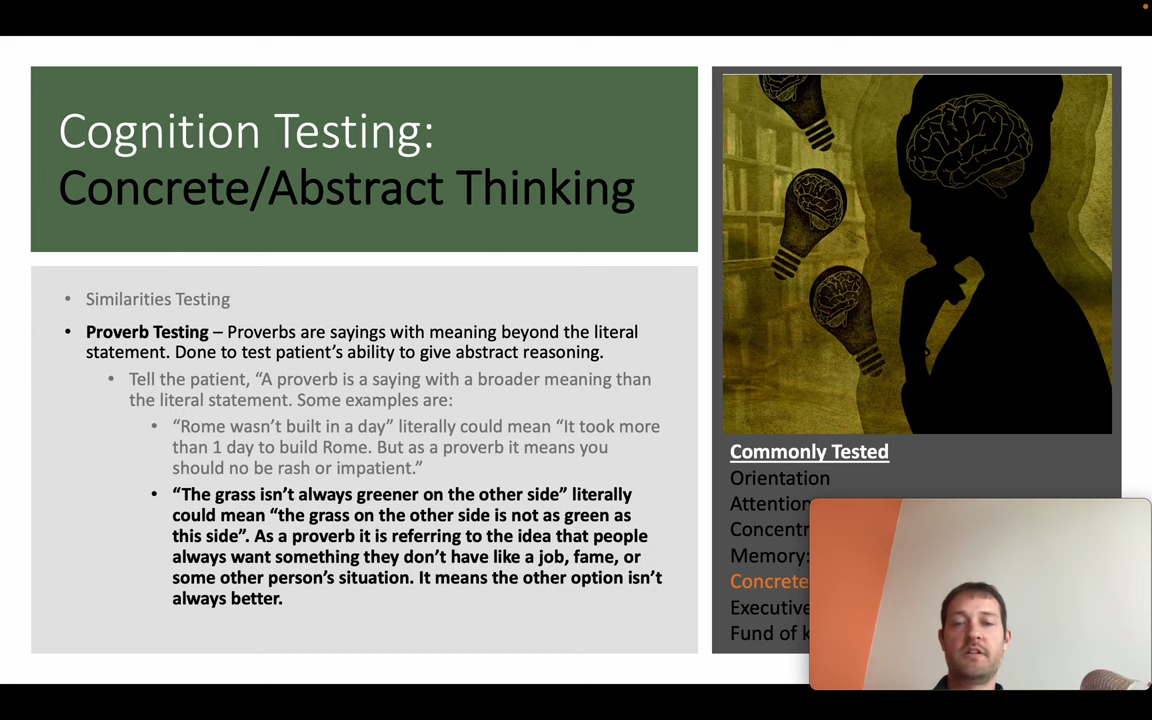 Cognition Testing:
Concrete/Abstract Thinking
• Similarities Testing
• Proverb Testing – Proverbs are sayings with meaning beyond the literal
statement. Done to test patient’s ability to give abstract reasoning.
• Tell the patient, “A proverb is a saying with a broader meaning than
the literal statement. Some examples are:
• “Rome wasn’t built in a day” literally could mean “It took more
than 1 day to build Rome. But as a proverb it means you
should no be rash or impatient.”
• “The grass isn’t always greener on the other side” literally
could mean “the grass on the other side is not as green as
this side”. As a proverb it is referring to the idea that people
always want something they don’t have like a job, fame, or
some other person’s situation. It means the other option isn’t
always better.
Commonly Tested
Orientation
Attention
Memory:
Concrete
Executive
Fund of